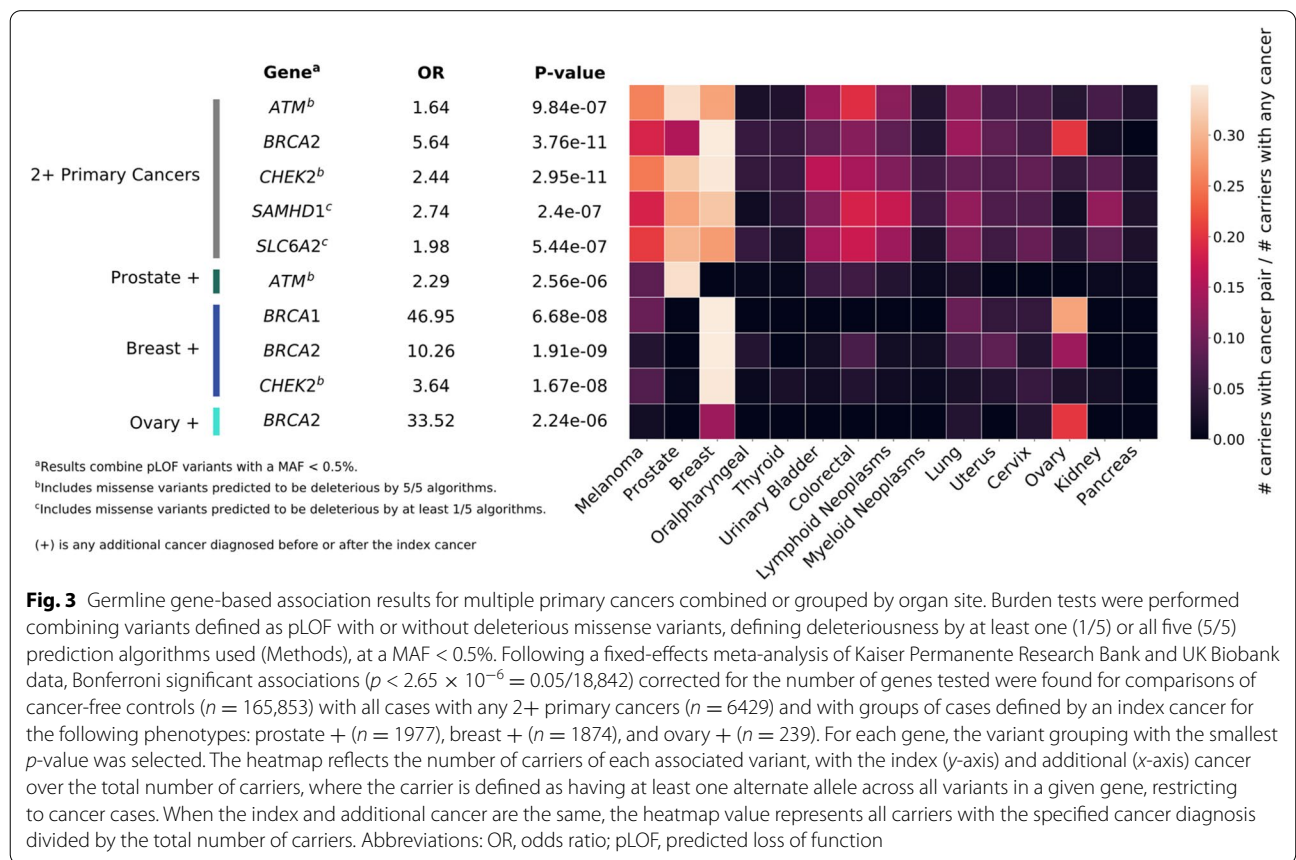 Geneᵃ OR P-value
2+ Primary Cancers
ATMᵇ 1.64 9.84e-07
BRCA2 5.64 3.76e-11
CHEK2ᵇ 2.44 2.95e-11
SAMHD1ᶜ 2.74 2.4e-07
SLC6A2ᶜ 1.98 5.44e-07
Prostate +
ATMᵇ 2.29 2.56e-06
Breast +
BRCA1 46.95 6.68e-08
BRCA2 10.26 1.91e-09
CHEK2ᵇ 3.64 1.67e-08
Ovary +
BRCA2 33.52 2.24e-06
Melanoma
Prostate
Breast
Oralpharyngeal
Thyroid
Urinary Bladder
Colorectal
Lymphoid Neoplasms
Myeloid Neoplasms
Lung
Uterus
Cervix
Ovary
Kidney
Pancreas
0.30
0.25
0.20
0.15
0.10
0.05
0.00
# carriers with cancer pair / # carriers with any cancer
ᵃResults combine pLOF variants with a MAF < 0.5%.
ᵇIncludes missense variants predicted to be deleterious by 5/5 algorithms.
ᶜIncludes missense variants predicted to be deleterious by at least 1/5 algorithms.
(+) is any additional cancer diagnosed before or after the index cancer
Fig. 3 Germline gene-based association results for multiple primary cancers combined or grouped by organ site. Burden tests were performed
combining variants defined as pLOF with or without deleterious missense variants, defining deleteriousness by at least one (1/5) or all five (5/5)
prediction algorithms used (Methods), at a MAF < 0.5%. Following a fixed-effects meta-analysis of Kaiser Permanente Research Bank and UK Biobank
data, Bonferroni significant associations (p < 2.65 × 10⁻⁶ = 0.05/18,842) corrected for the number of genes tested were found for comparisons of
cancer-free controls (n = 165,853) with all cases with any 2+ primary cancers (n = 6429) and with groups of cases defined by an index cancer for
the following phenotypes: prostate + (n = 1977), breast + (n = 1874), and ovary + (n = 239). For each gene, the variant grouping with the smallest
p-value was selected. The heatmap reflects the number of carriers of each associated variant, with the index (y-axis) and additional (x-axis) cancer
over the total number of carriers, where the carrier is defined as having at least one alternate allele across all variants in a given gene, restricting
to cancer cases. When the index and additional cancer are the same, the heatmap value represents all carriers with the specified cancer diagnosis
divided by the total number of carriers. Abbreviations: OR, odds ratio; pLOF, predicted loss of function